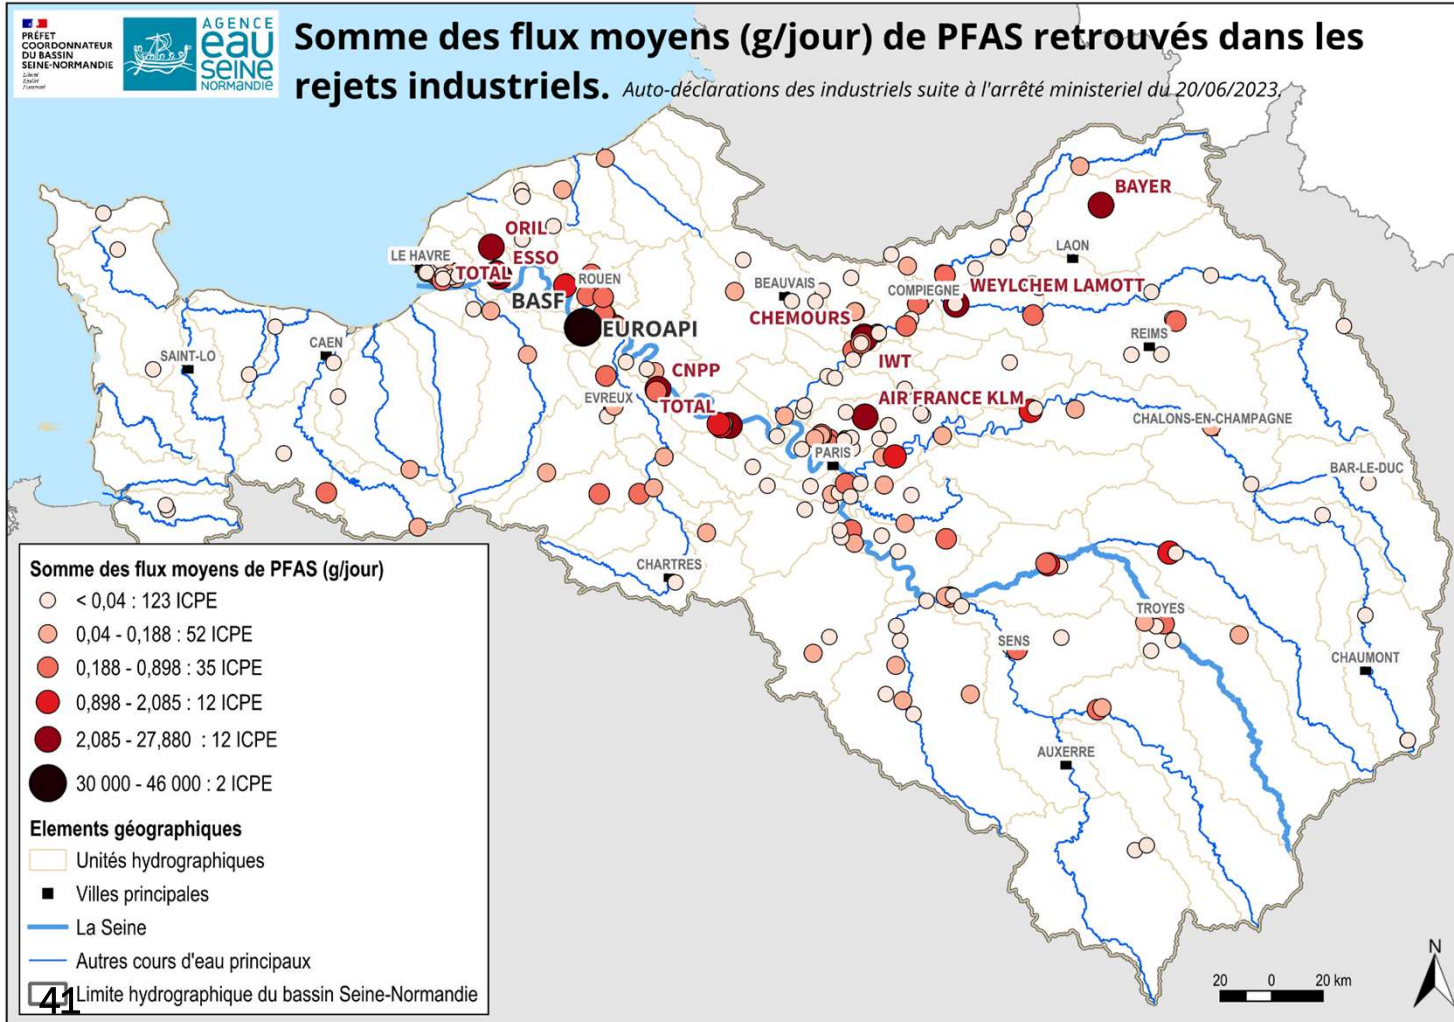 PRÉFET
COORDONNATEUR
DU BASSIN
SEINE-NORMANDIE
Liberté
Égalité
Fraternité
AGENCE
eau
SEINE
NORMANDIE
Somme des flux moyens (g/jour) de PFAS retrouvés dans les
rejets industriels. Auto-déclarations des industriels suite à l'arrêté ministeriel du 20/06/2023.
BAYER
ORIL
LAON
LE HAVRE
ESSO
TOTAL
ROUEN
BEAUVAIS
COMPIEGNE
WEYLCHEM LAMOTT
BASF
CHEMOURS
EUROAPI
REIMS
CAEN
SAINT-LO
IWT
CNPP
EVREUX
TOTAL
AIR FRANCE KLM
CHALONS-EN-CHAMPAGNE
PARIS
BAR-LE-DUC
CHARTRES
TROYES
SENS
CHAUMONT
AUXERRE
Somme des flux moyens de PFAS (g/jour)
< 0,04 : 123 ICPE
0,04 - 0,188 : 52 ICPE
0,188 - 0,898 : 35 ICPE
0,898 - 2,085 : 12 ICPE
2,085 - 27,880 : 12 ICPE
30 000 - 46 000 : 2 ICPE
Elements géographiques
Unités hydrographiques
Villes principales
La Seine
Autres cours d'eau principaux
Limite hydrographique du bassin Seine-Normandie
41
N
20 0 20 km